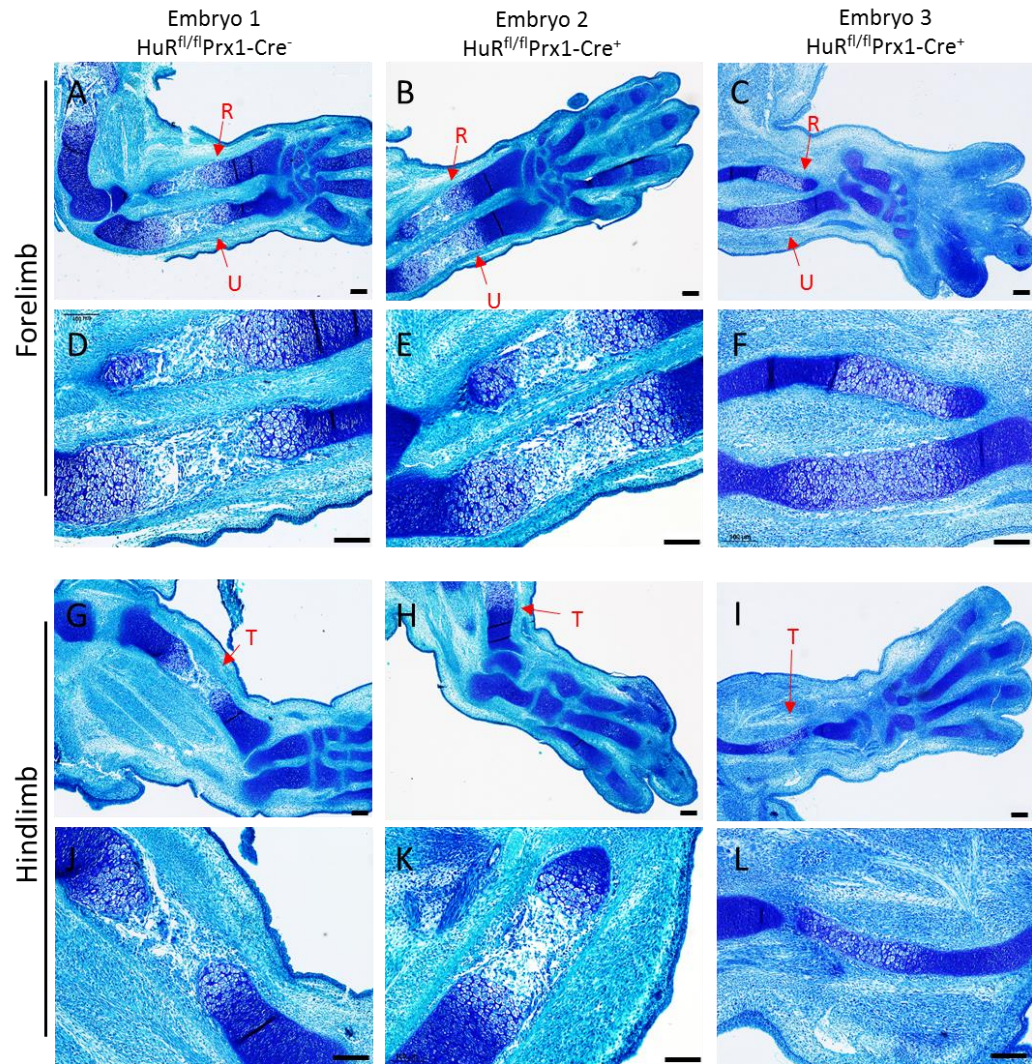 Embryo 1
HuR^fl/fl Prx1-Cre⁻
Embryo 2
HuR^fl/fl Prx1-Cre⁺
Embryo 3
HuR^fl/fl Prx1-Cre⁺
Forelimb
A
R
U
B
R
U
C
R
U
D
E
F
Hindlimb
G
T
H
T
I
T
J
K
L